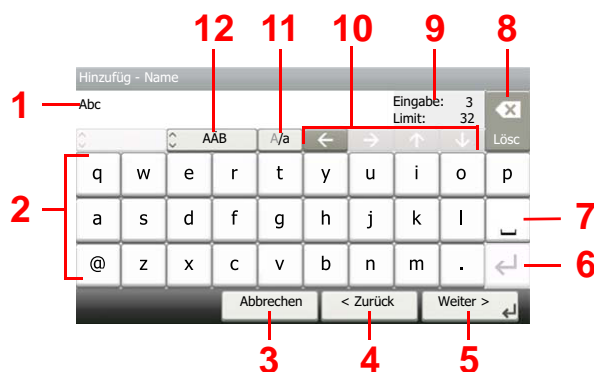 12 11 10 9 8
Hinzufüg - Name
1 Abc Eingabe: 3
Limit: 32
AAB A/a ← → ↑ ↓ Lösc
2 q w e r t y u i o p
a s d f g h j k l 7
@ z x c v b n m . 6
Abbrechen < Zurück Weiter >
3 4 5